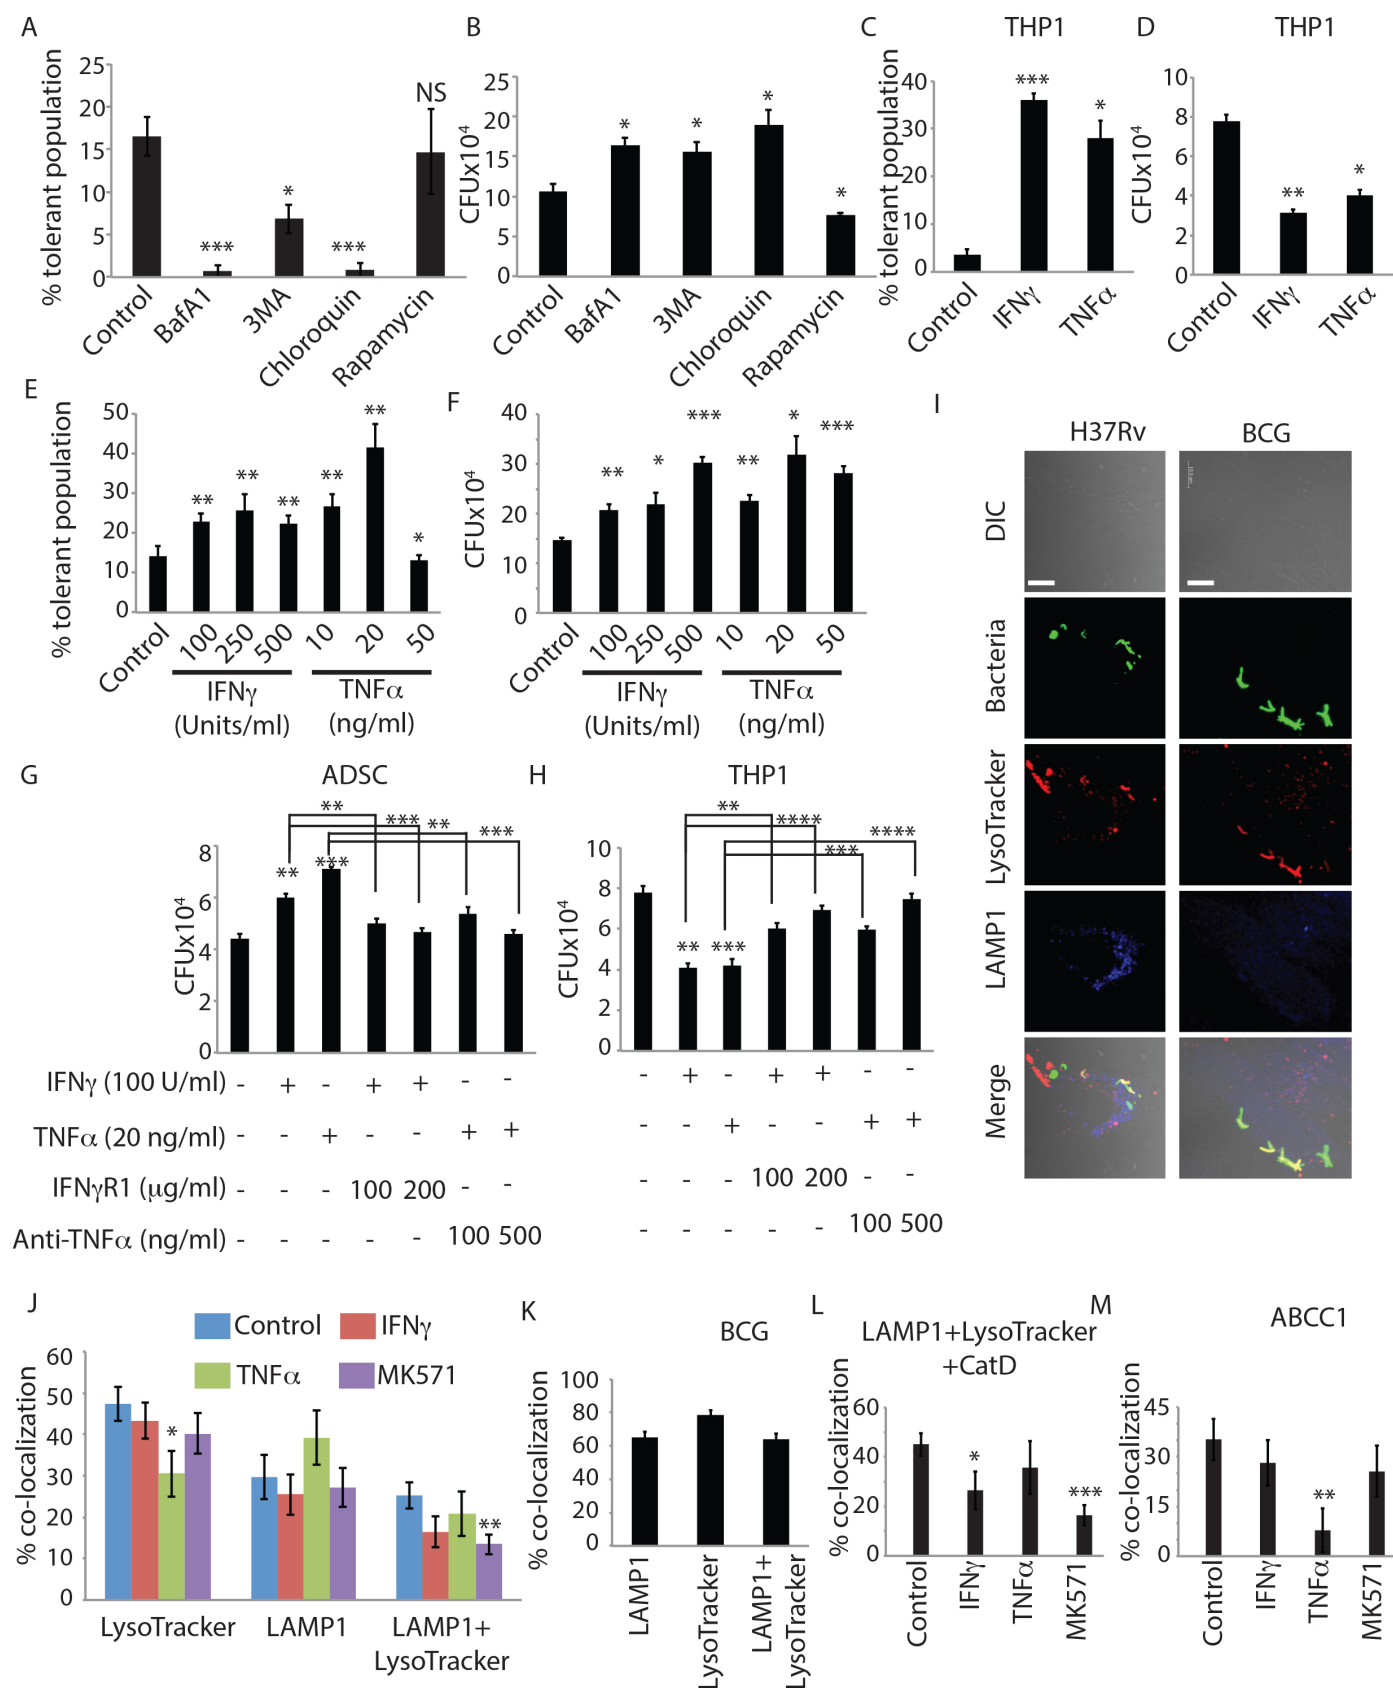 A
% tolerant population
25
20
15
10
5
0
***
*
***
NS
Control
BafA1
3MA
Chloroquin
Rapamycin
B
CFUx10⁴
25
20
15
10
5
0
*
*
*
*
Control
BafA1
3MA
Chloroquin
Rapamycin
C
THP1
% tolerant population
40
30
20
10
0
***
*
Control
IFNγ
TNFα
D
THP1
CFUx10⁴
10
8
6
4
2
0
**
*
Control
IFNγ
TNFα
E
% tolerant population
50
40
30
20
10
0
**
**
**
**
**
*
Control
100
250
500
10
20
50
IFNγ
(Units/ml)
TNFα
(ng/ml)
F
CFUx10⁴
40
30
20
10
0
**
*
***
**
*
***
Control
100
250
500
10
20
50
IFNγ
(Units/ml)
TNFα
(ng/ml)
G
ADSC
CFUx10⁴
8
6
4
2
0
**
***
**
***
**
***
H
THP1
CFUx10⁴
10
8
6
4
2
0
**
***
**
****
****
***
IFNγ (100 U/ml) - + - + + - - - + - + + - -
TNFα (20 ng/ml) - - + - - + + - - + - - + +
IFNγR1 (μg/ml) - - - 100 200 - - - - - 100 200 - -
Anti-TNFα (ng/ml) - - - - - 100 500 - - - - - 100 500
I
H37Rv
BCG
DIC
Bacteria
LysoTracker
LAMP1
Merge
J
Control
IFNγ
TNFα
MK571
% co-localization
60
50
40
30
20
10
0
*
**
LysoTracker
LAMP1
LAMP1+
LysoTracker
K
BCG
% co-localization
100
80
60
40
20
0
LAMP1
LysoTracker
LAMP1+
LysoTracker
L
LAMP1+LysoTracker
+CatD
% co-localization
60
40
20
0
*
***
Control
IFNγ
TNFα
MK571
M
ABCC1
% co-localization
45
30
15
0
**
Control
IFNγ
TNFα
MK571